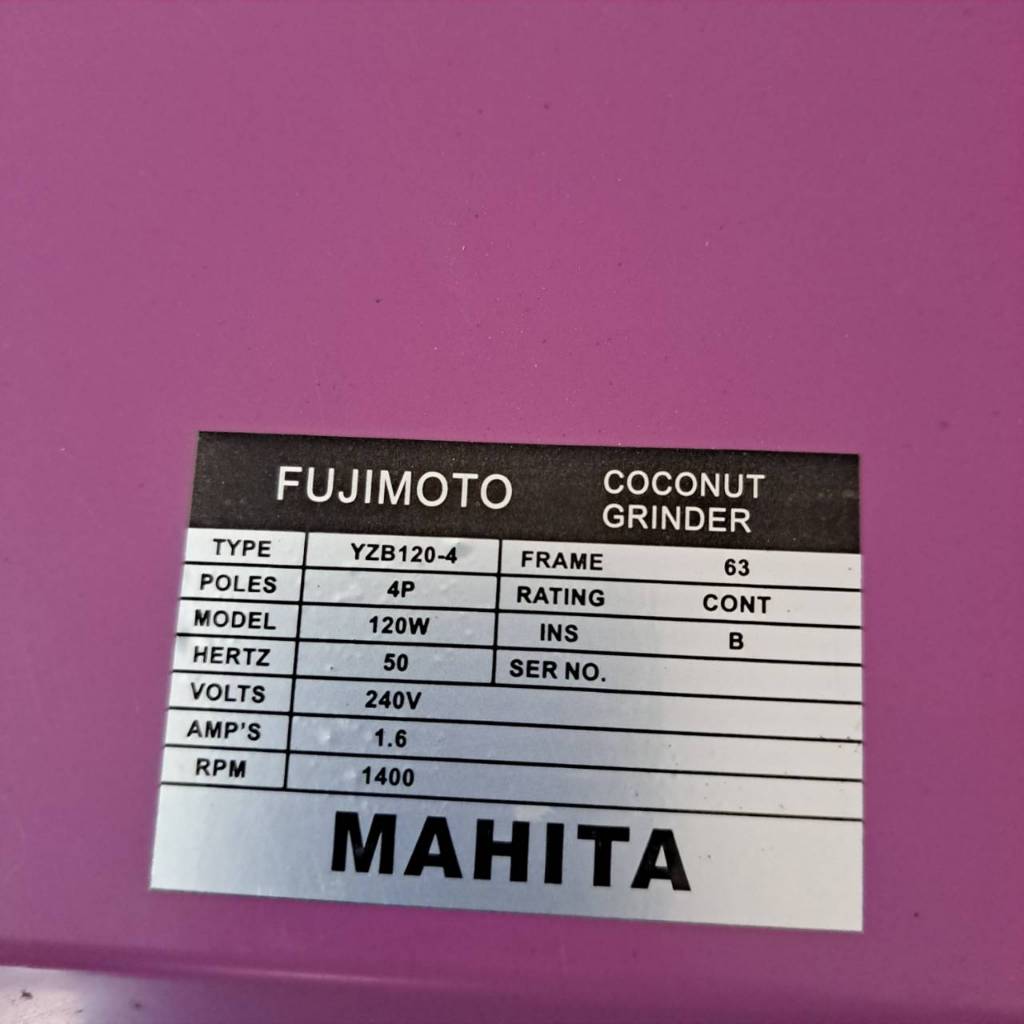 FUJIMOTO COCONUT GRINDER
TYPE YZB120-4 FRAME 63
POLES 4P RATING CONT
MODEL 120W INS B
HERTZ 50 SER NO.
VOLTS 240V
AMP'S 1.6
RPM 1400
MAHITA